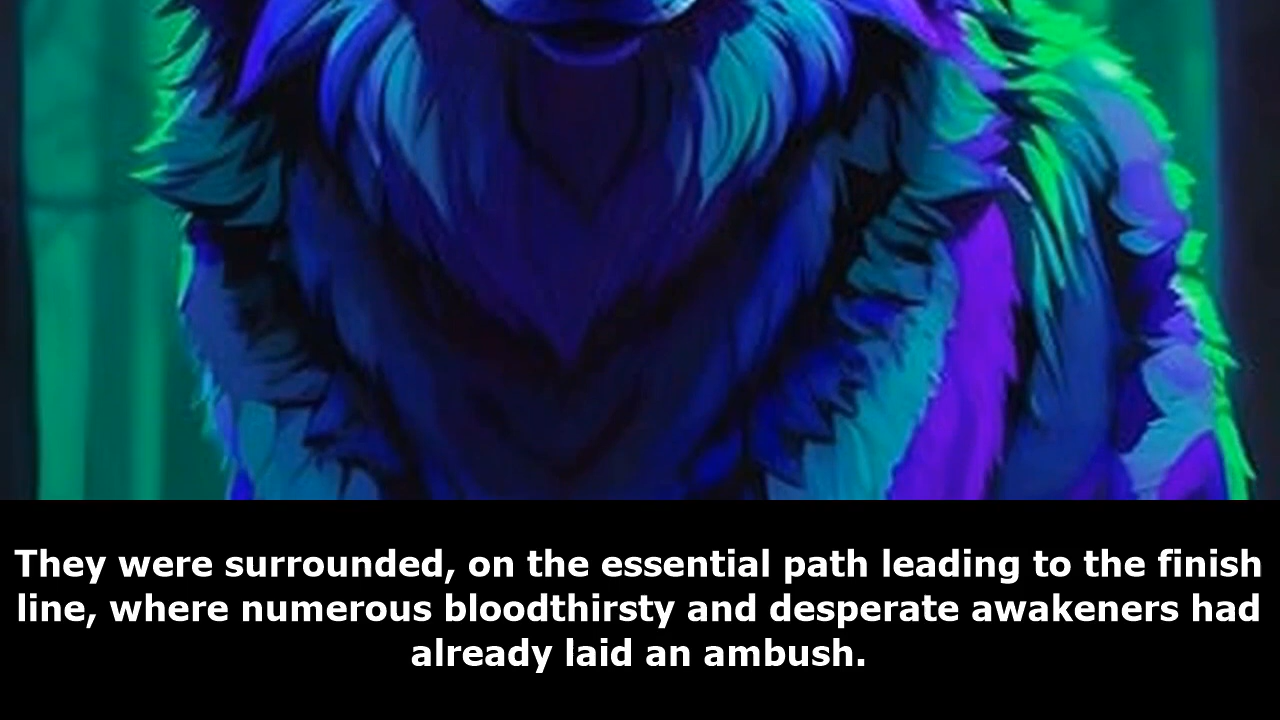 They were surrounded, on the essential path leading to the finish
line, where numerous bloodthirsty and desperate awakeners had
already laid an ambush.